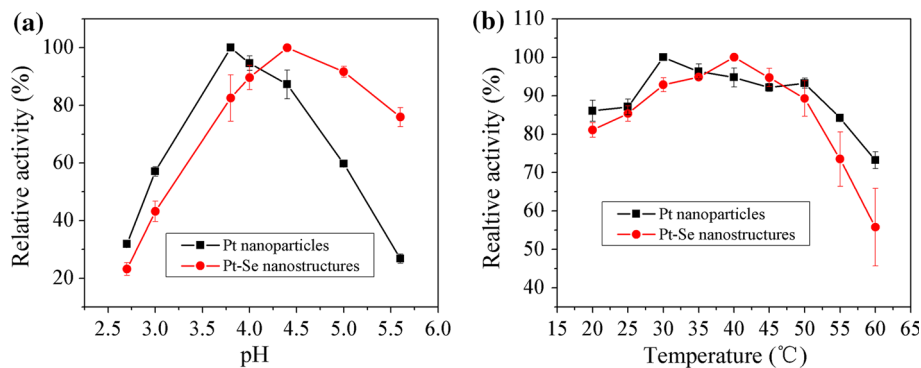 (a)
Relative activity (%)
100
80
60
40
20
Pt nanoparticles
Pt-Se nanostructures
2.5 3.0 3.5 4.0 4.5 5.0 5.5 6.0
pH
(b)
Realtive activity (%)
110
100
90
80
70
60
50
40
Pt nanoparticles
Pt-Se nanostructures
15 20 25 30 35 40 45 50 55 60 65
Temperature (℃)